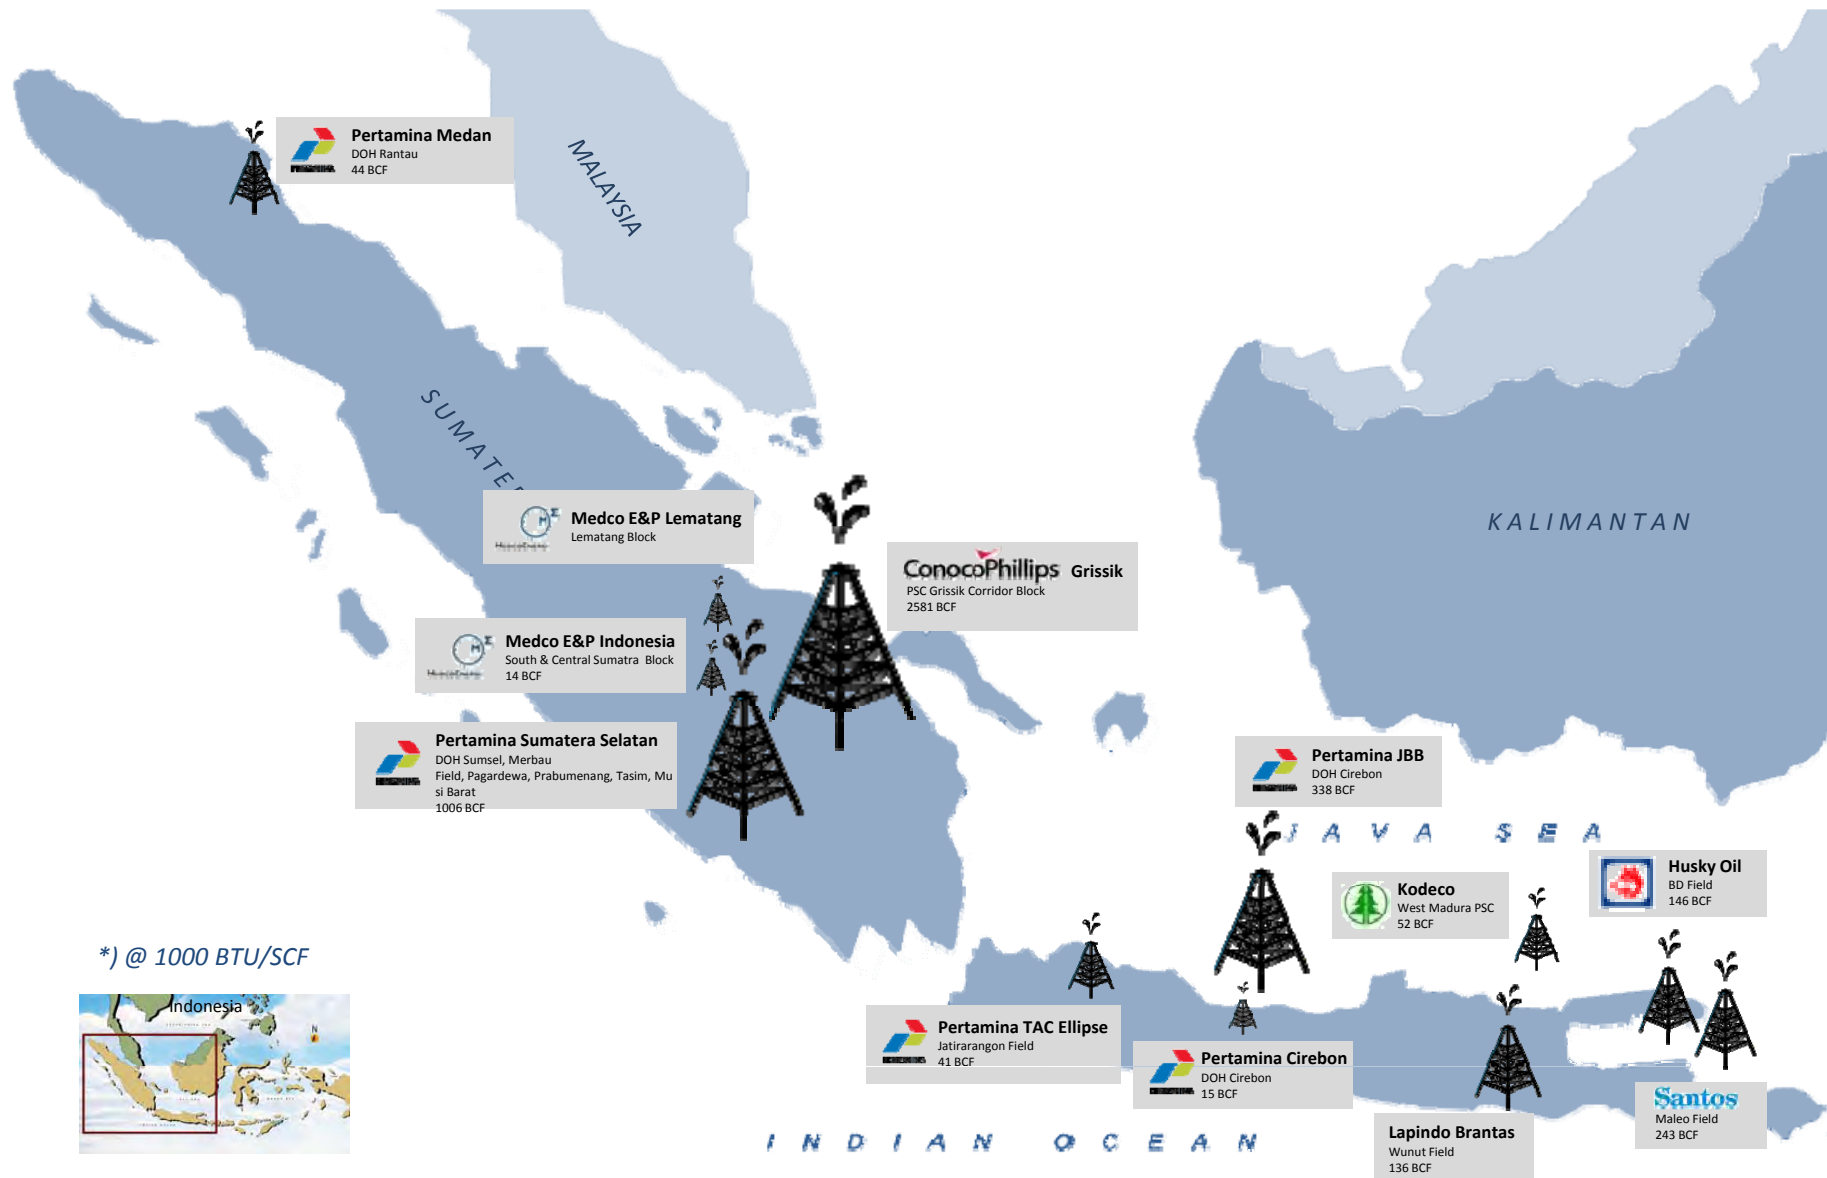 Pertamina Medan
DOH Rantau
44 BCF
MALAYSIA
SUMATE
Medco E&P Lematang
Lematang Block
ConocoPhillips Grissik
PSC Grissik Corridor Block
2581 BCF
KALIMANTAN
Medco E&P Indonesia
South & Central Sumatra Block
14 BCF
Pertamina Sumatera Selatan
DOH Sumsel, Merbau
Field, Pagardewa, Prabumenang, Tasim, Mu
si Barat
1006 BCF
Pertamina JBB
DOH Cirebon
338 BCF
JAVA SEA
Husky Oil
BD Field
146 BCF
Kodeco
West Madura PSC
52 BCF
*) @ 1000 BTU/SCF
Indonesia
N
Pertamina TAC Ellipse
Jatirarangon Field
41 BCF
Pertamina Cirebon
DOH Cirebon
15 BCF
Santos
Maleo Field
243 BCF
Lapindo Brantas
Wunut Field
136 BCF
INDIAN OCEAN